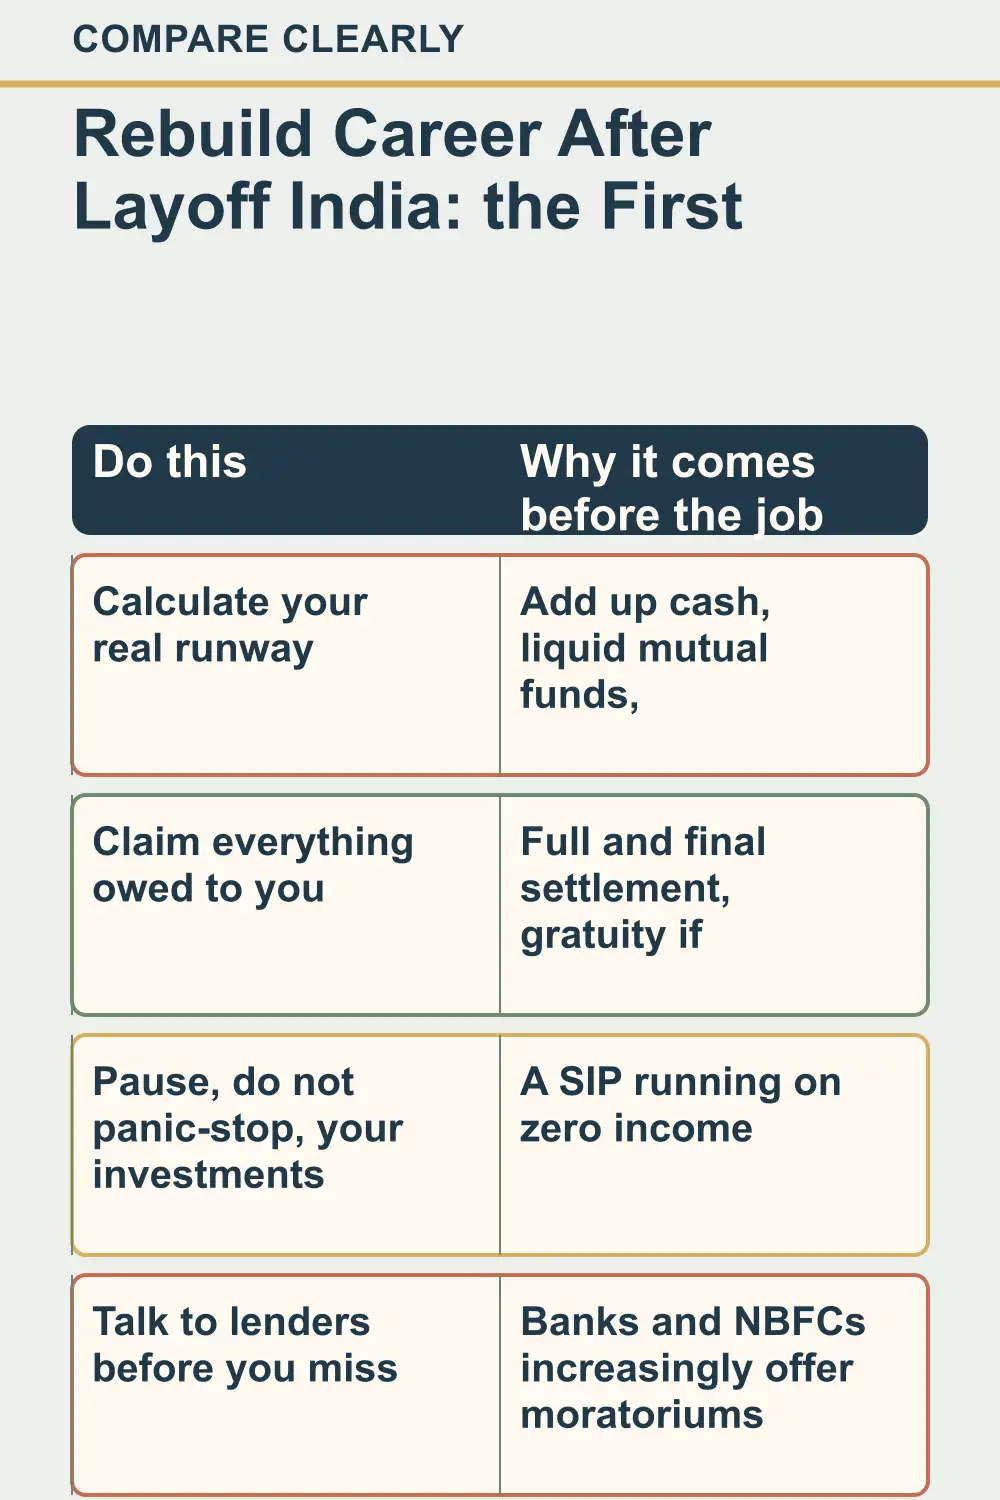 COMPARE CLEARLY
Rebuild Career After
Layoff India: the First
Do this
Why it comes
before the job
Calculate your
real runway
Add up cash,
liquid mutual
funds,
Claim everything
owed to you
Full and final
settlement,
gratuity if
Pause, do not
panic-stop, your
investments
A SIP running on
zero income
Talk to lenders
before you miss
Banks and NBFCs
increasingly offer
moratoriums